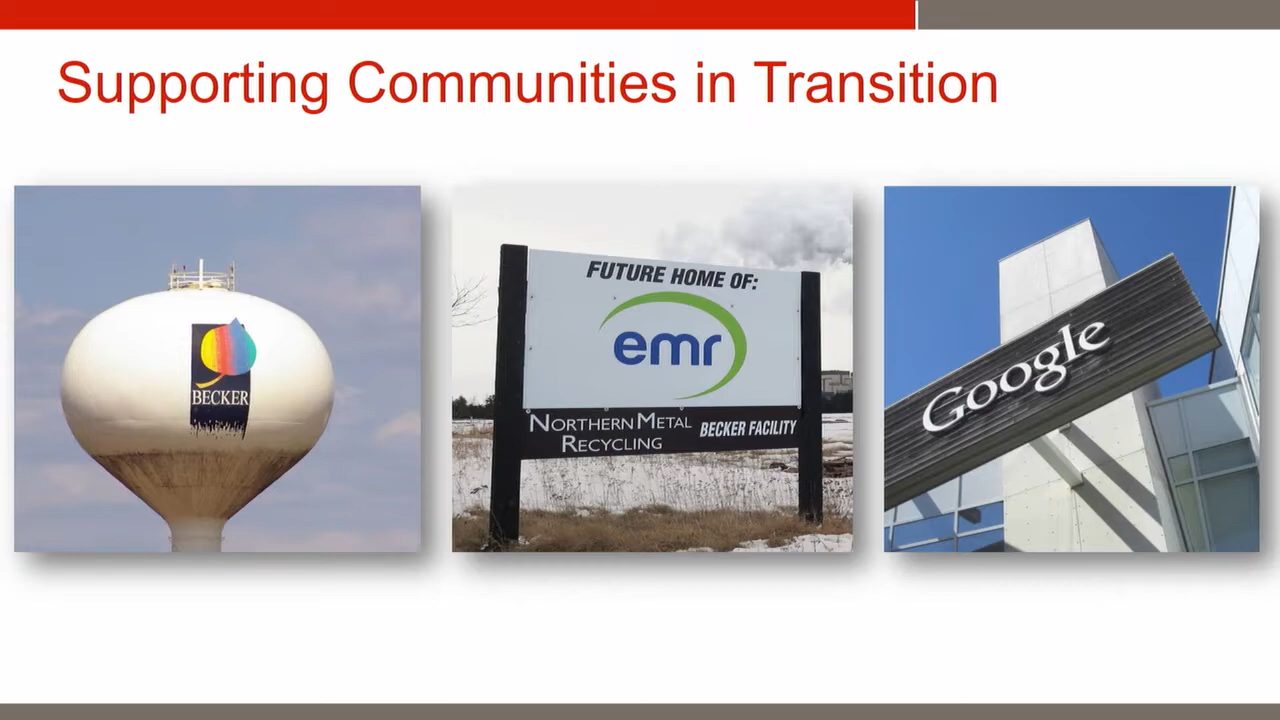 Supporting Communities in Transition
BECKER
FUTURE HOME OF:
emr
NORTHERN METAL
RECYCLING
BECKER FACILITY
Google